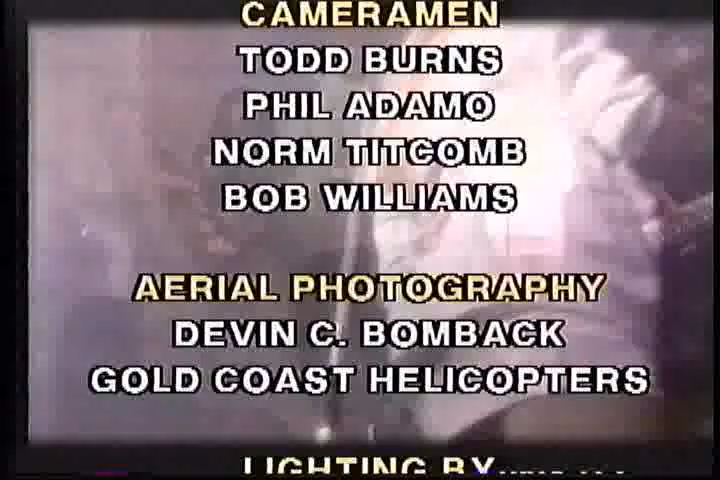 CAMERAMEN
TODD BURNS
PHIL ADAMO
NORM TITCOMB
BOB WILLIAMS
AERIAL PHOTOGRAPHY
DEVIN C. BOMBACK
GOLD COAST HELICOPTERS
LIGHTING BY